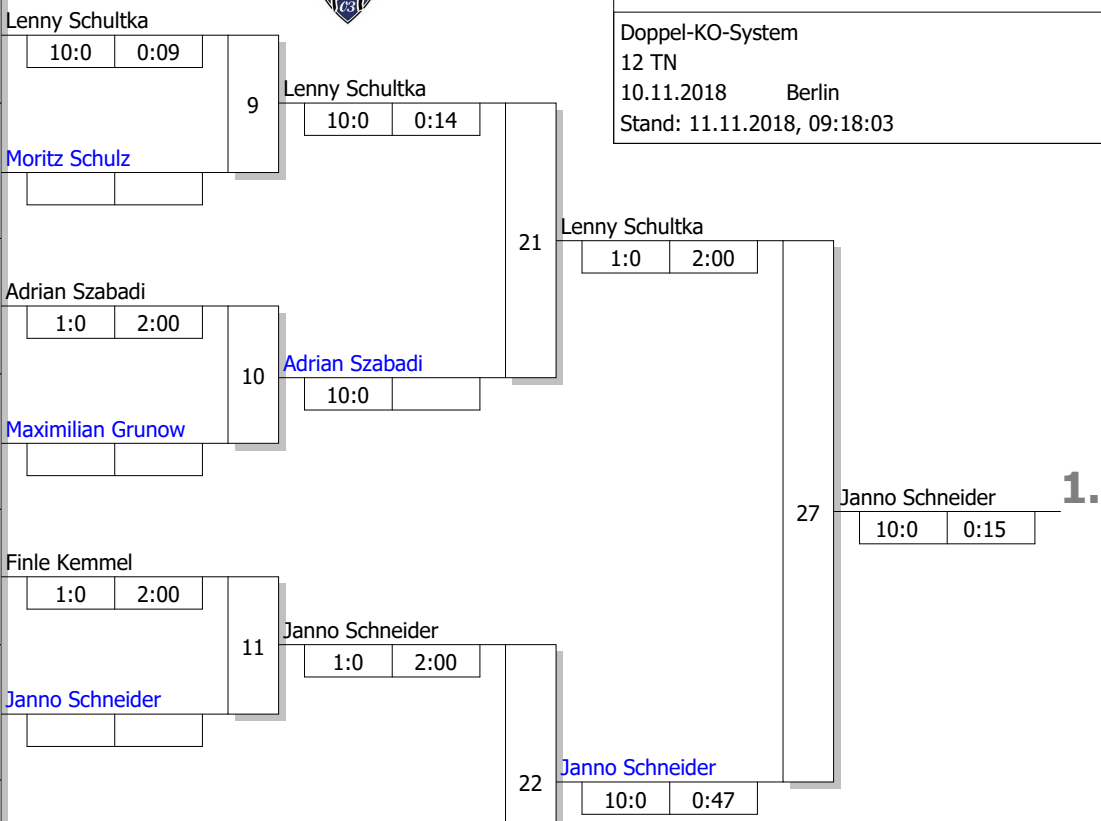 C3
Lenny Schultka
10:0 0:09
Doppel-KO-System
12 TN
10.11.2018 Berlin
Stand: 11.11.2018, 09:18:03
9
Lenny Schultka
10:0 0:14
Moritz Schulz
21
Lenny Schultka
1:0 2:00
Adrian Szabadi
1:0 2:00
10
Adrian Szabadi
10:0
Maximilian Grunow
27
Janno Schneider
10:0 0:15
1.
Finle Kemmel
1:0 2:00
11
Janno Schneider
1:0 2:00
Janno Schneider
22
Janno Schneider
10:0 0:47